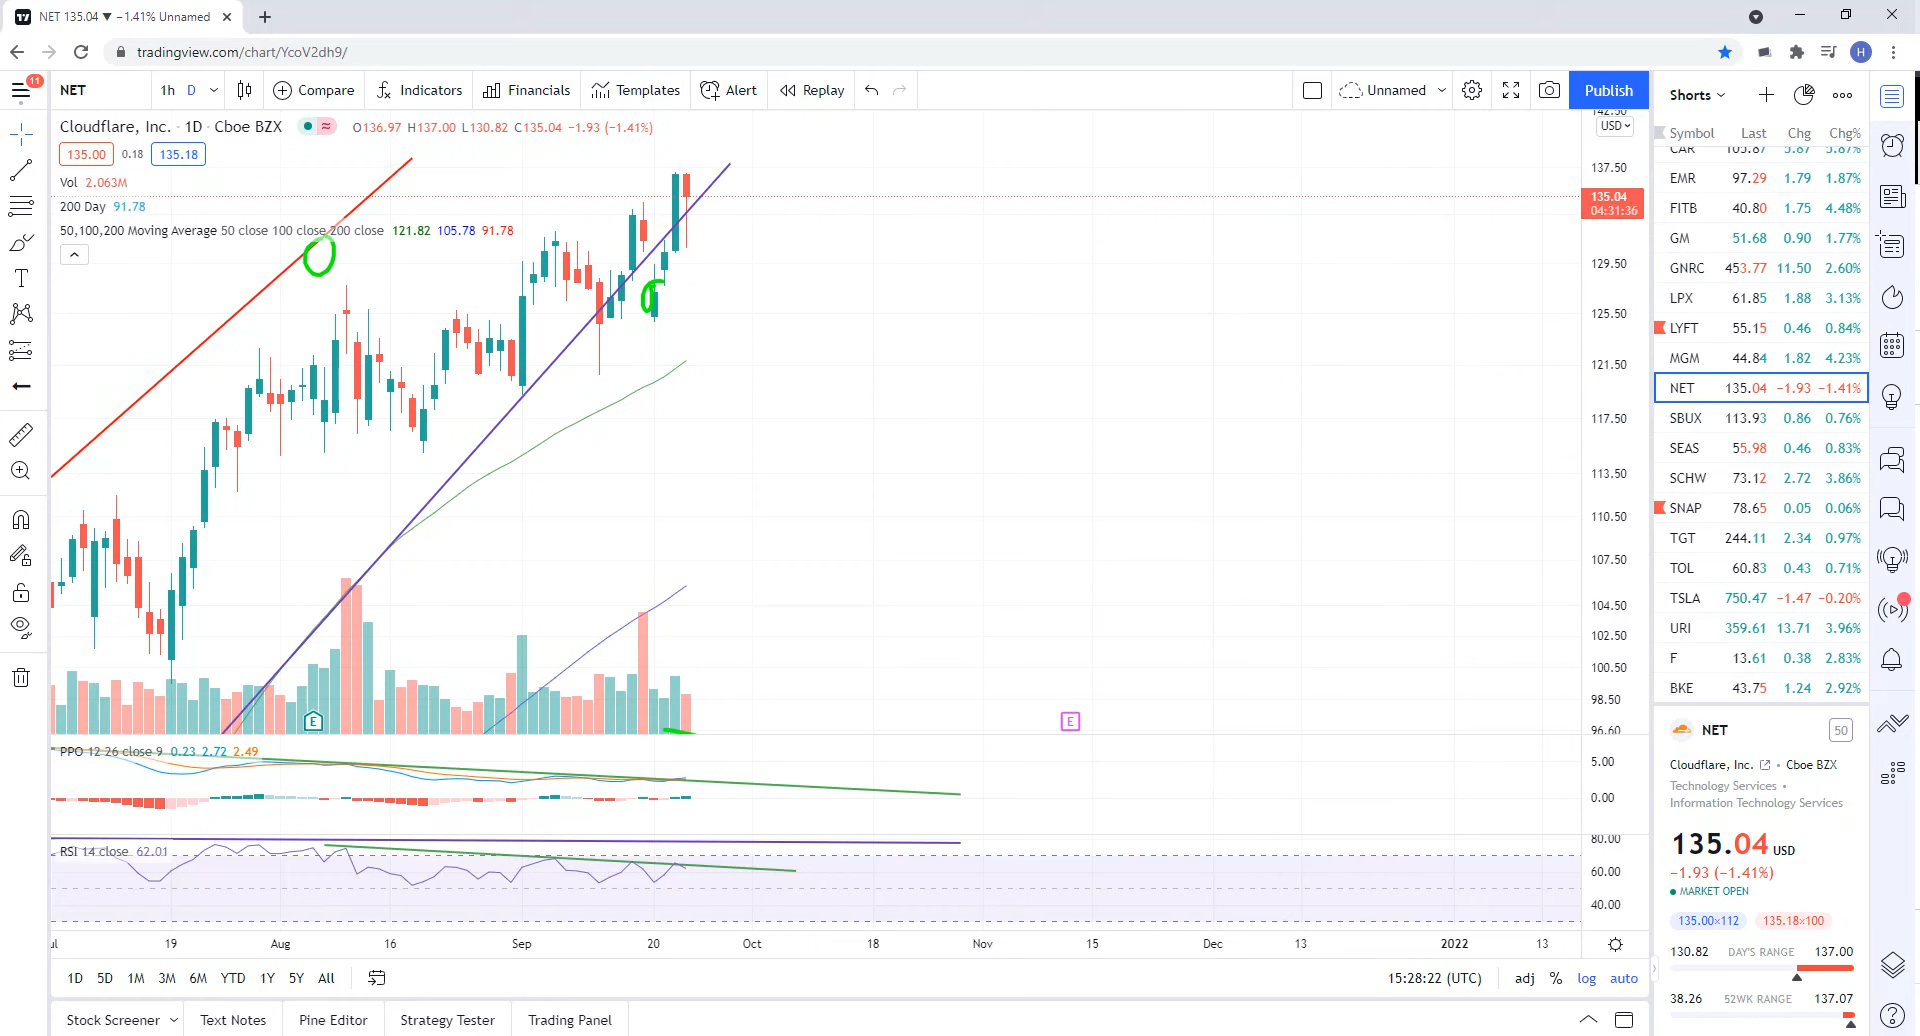 NET 135.04 ▼ −1.41% Unnamed
tradingview.com/chart/YcoV2dh9/
H
11
NET 1h D Compare Indicators Financials Templates Alert Replay Unnamed Publish
Cloudflare, Inc. · 1D · Cboe BZX O136.97 H137.00 L130.82 C135.04 −1.93 (−1.41%)
135.00 0.18 135.18
Vol 2.063M
200 Day 91.78
50,100,200 Moving Average 50 close 100 close 200 close 121.82 105.78 91.78
142.50
USD
137.50
135.04
04:31:36
129.50
125.50
121.50
117.50
113.50
110.50
107.50
104.50
102.50
100.50
98.50
96.60
E
E
PPO 12 26 close 9 0.23 2.72 2.49
5.00
0.00
RSI 14 close 62.01
80.00
60.00
40.00
19 Aug 16 Sep 20 Oct 18 Nov 15 Dec 13 2022 13
1D 5D 1M 3M 6M YTD 1Y 5Y All
15:28:22 (UTC) adj % log auto
Stock Screener Text Notes Pine Editor Strategy Tester Trading Panel
Shorts
Symbol Last Chg Chg%
CAR 105.87 5.87 5.87%
EMR 97.29 1.79 1.87%
FITB 40.80 1.75 4.48%
GM 51.68 0.90 1.77%
GNRC 453.77 11.50 2.60%
LPX 61.85 1.88 3.13%
LYFT 55.15 0.46 0.84%
MGM 44.84 1.82 4.23%
NET 135.04 −1.93 −1.41%
SBUX 113.93 0.86 0.76%
SEAS 55.98 0.46 0.83%
SCHW 73.12 2.72 3.86%
SNAP 78.65 0.05 0.06%
TGT 244.11 2.34 0.97%
TOL 60.83 0.43 0.71%
TSLA 750.47 −1.47 −0.20%
URI 359.61 13.71 3.96%
F 13.61 0.38 2.83%
BKE 43.75 1.24 2.92%
NET 50
Cloudflare, Inc. • Cboe BZX
Technology Services •
Information Technology Services
135.04 USD
−1.93 (−1.41%)
MARKET OPEN
135.00×112 135.18×100
130.82 DAY'S RANGE 137.00
38.26 52WK RANGE 137.07